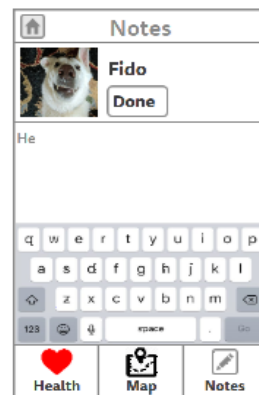 Notes
Fido
Done
He
q w e r t y u i o p
a s d f g h j k l
z x c v b n m
123 space . Go
Health Map Notes